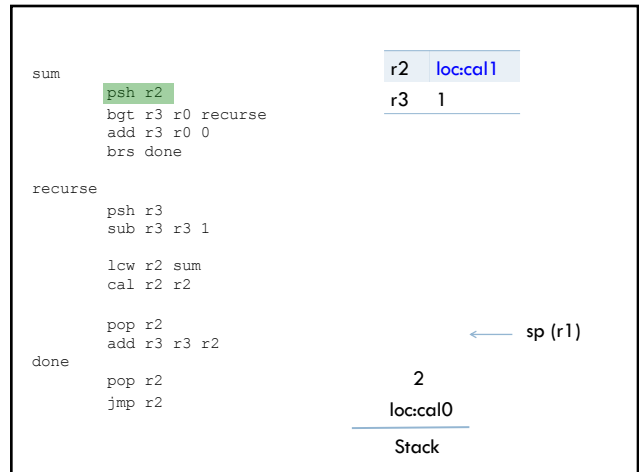 sum
psh r2
bgt r3 r0 recurse
add r3 r0 0
brs done
recurse
psh r3
sub r3 r3 1
lcw r2 sum
cal r2 r2
pop r2
add r3 r3 r2
done
pop r2
jmp r2
r2 loc:cal1
r3 1
sp (r1)
2
loc:cal0
Stack